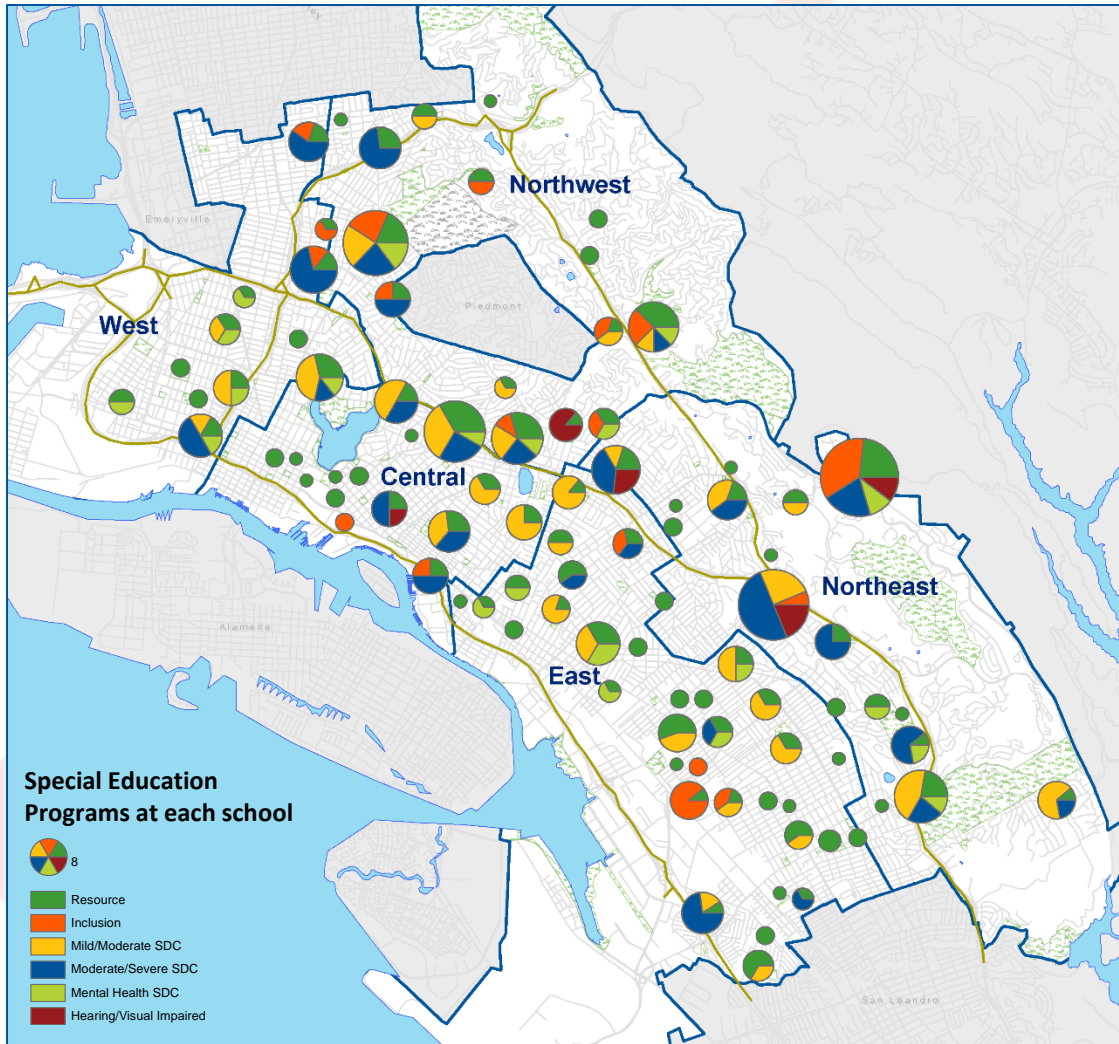 Northwest
Emeryville
Piedmont
West
Central
Northeast
Alameda
East
San Leandro
Special Education
Programs at each school
8
Resource
Inclusion
Mild/Moderate SDC
Moderate/Severe SDC
Mental Health SDC
Hearing/Visual Impaired